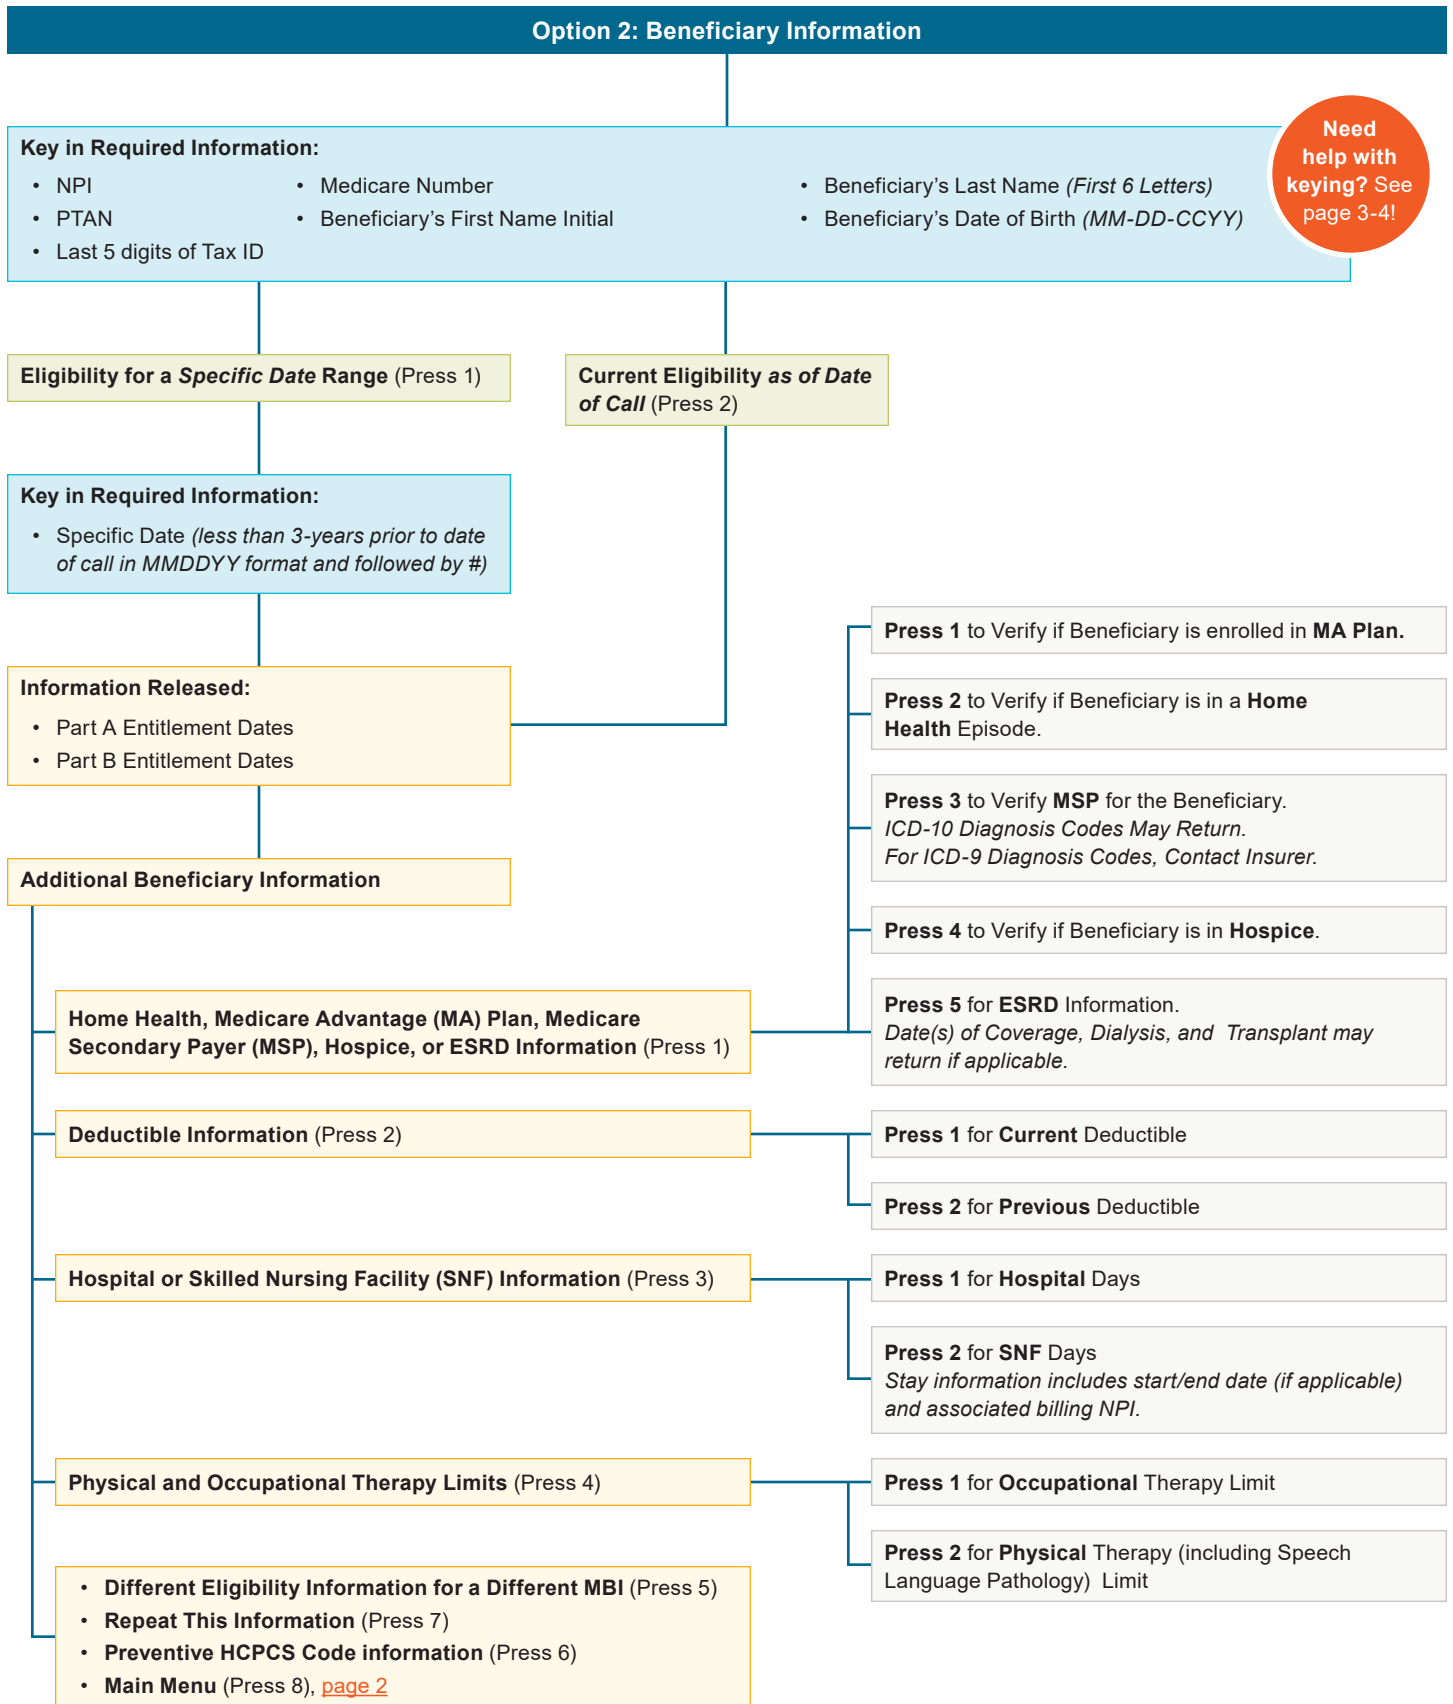 Option 2: Beneficiary Information
Need
help with
keying? See
page 3-4!
Key in Required Information:
• NPI
• PTAN
• Last 5 digits of Tax ID
• Medicare Number
• Beneficiary's First Name Initial
• Beneficiary's Last Name (First 6 Letters)
• Beneficiary's Date of Birth (MM-DD-CCYY)
Eligibility for a Specific Date Range (Press 1)
Current Eligibility as of Date
of Call (Press 2)
Key in Required Information:
• Specific Date (less than 3-years prior to date
of call in MMDDYY format and followed by #)
Information Released:
• Part A Entitlement Dates
• Part B Entitlement Dates
Additional Beneficiary Information
Home Health, Medicare Advantage (MA) Plan, Medicare
Secondary Payer (MSP), Hospice, or ESRD Information (Press 1)
Press 1 to Verify if Beneficiary is enrolled in MA Plan.
Press 2 to Verify if Beneficiary is in a Home
Health Episode.
Press 3 to Verify MSP for the Beneficiary.
ICD-10 Diagnosis Codes May Return.
For ICD-9 Diagnosis Codes, Contact Insurer.
Press 4 to Verify if Beneficiary is in Hospice.
Press 5 for ESRD Information.
Date(s) of Coverage, Dialysis, and Transplant may
return if applicable.
Deductible Information (Press 2)
Press 1 for Current Deductible
Press 2 for Previous Deductible
Hospital or Skilled Nursing Facility (SNF) Information (Press 3)
Press 1 for Hospital Days
Press 2 for SNF Days
Stay information includes start/end date (if applicable)
and associated billing NPI.
Physical and Occupational Therapy Limits (Press 4)
Press 1 for Occupational Therapy Limit
Press 2 for Physical Therapy (including Speech
Language Pathology) Limit
• Different Eligibility Information for a Different MBI (Press 5)
• Repeat This Information (Press 7)
• Preventive HCPCS Code information (Press 6)
• Main Menu (Press 8), page 2